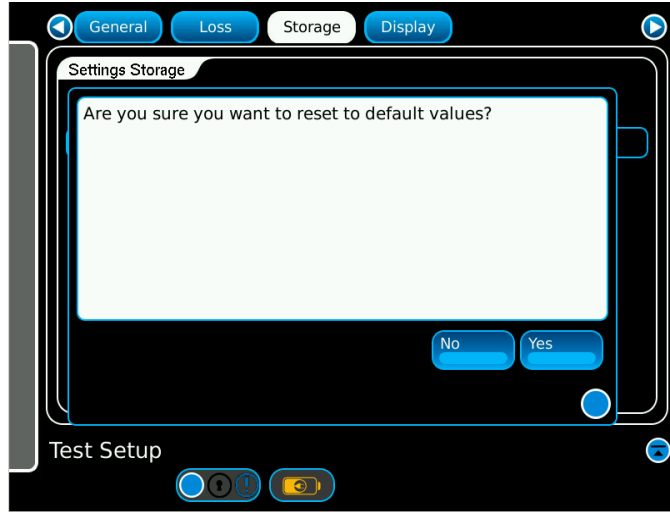 General
Loss
Storage
Display
Settings Storage
Are you sure you want to reset to default values?
No
Yes
Test Setup